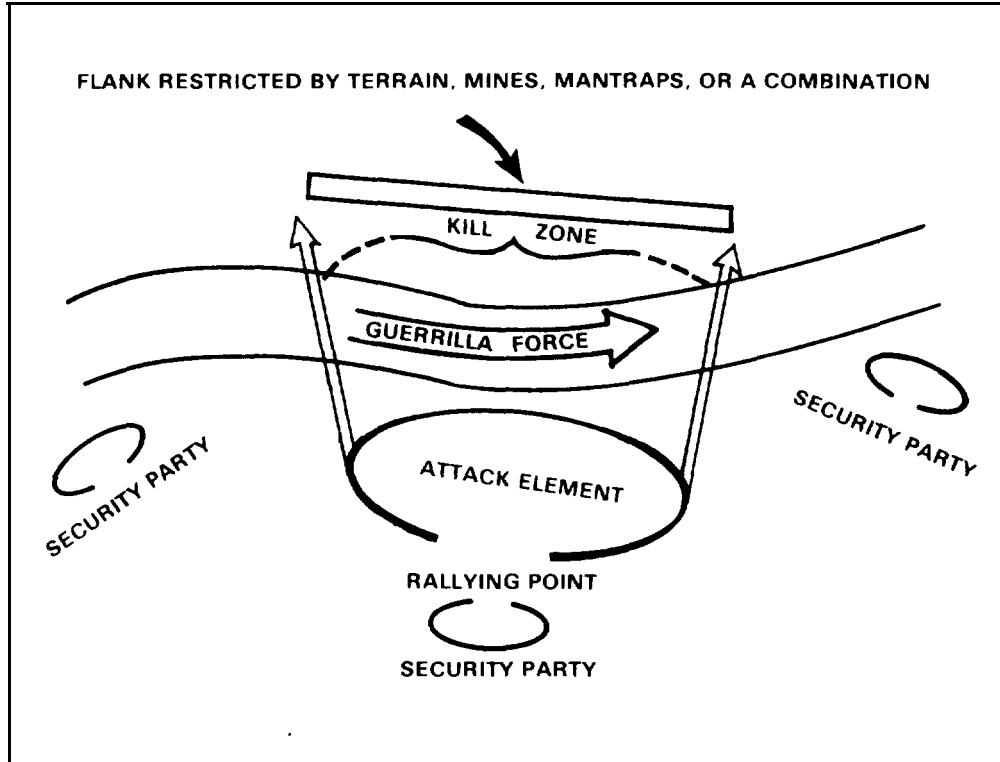 FLANK RESTRICTED BY TERRAIN, MINES, MANTRAPS, OR A COMBINATION
KILL ZONE
GUERRILLA FORCE
SECURITY PARTY
ATTACK ELEMENT
SECURITY PARTY
RALLYING POINT
SECURITY PARTY